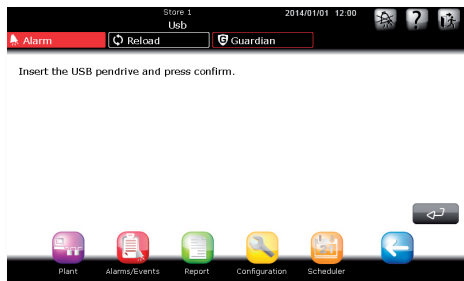 Store 1
2014/01/01 12:00
Usb
Alarm
Reload
Guardian
Insert the USB pendrive and press confirm.
Plant
Alarms/Events
Report
Configuration
Scheduler